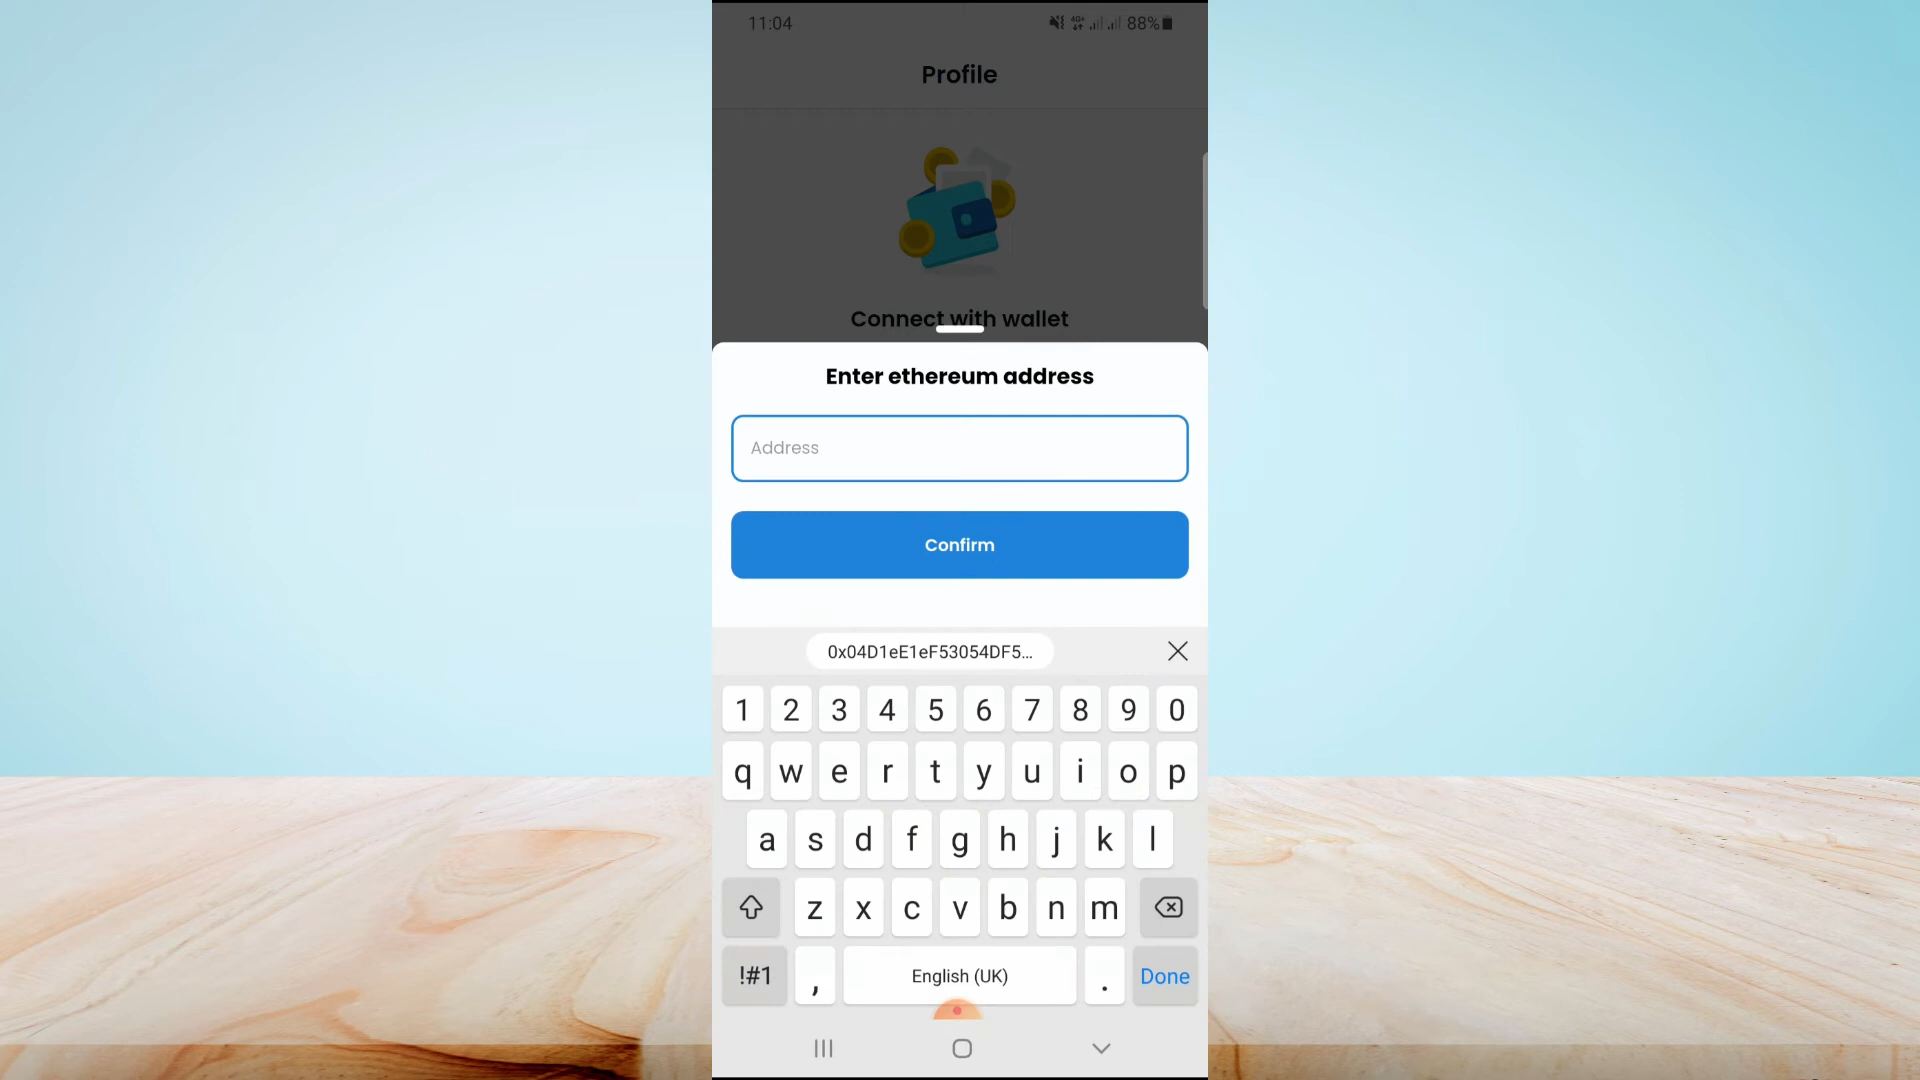 11:04
88%
Profile
Connect with wallet
Enter ethereum address
Address
Confirm
0x04D1eE1eF53054DF5...
1 2 3 4 5 6 7 8 9 0
q w e r t y u i o p
a s d f g h j k l
z x c v b n m
!#1 , English (UK) . Done